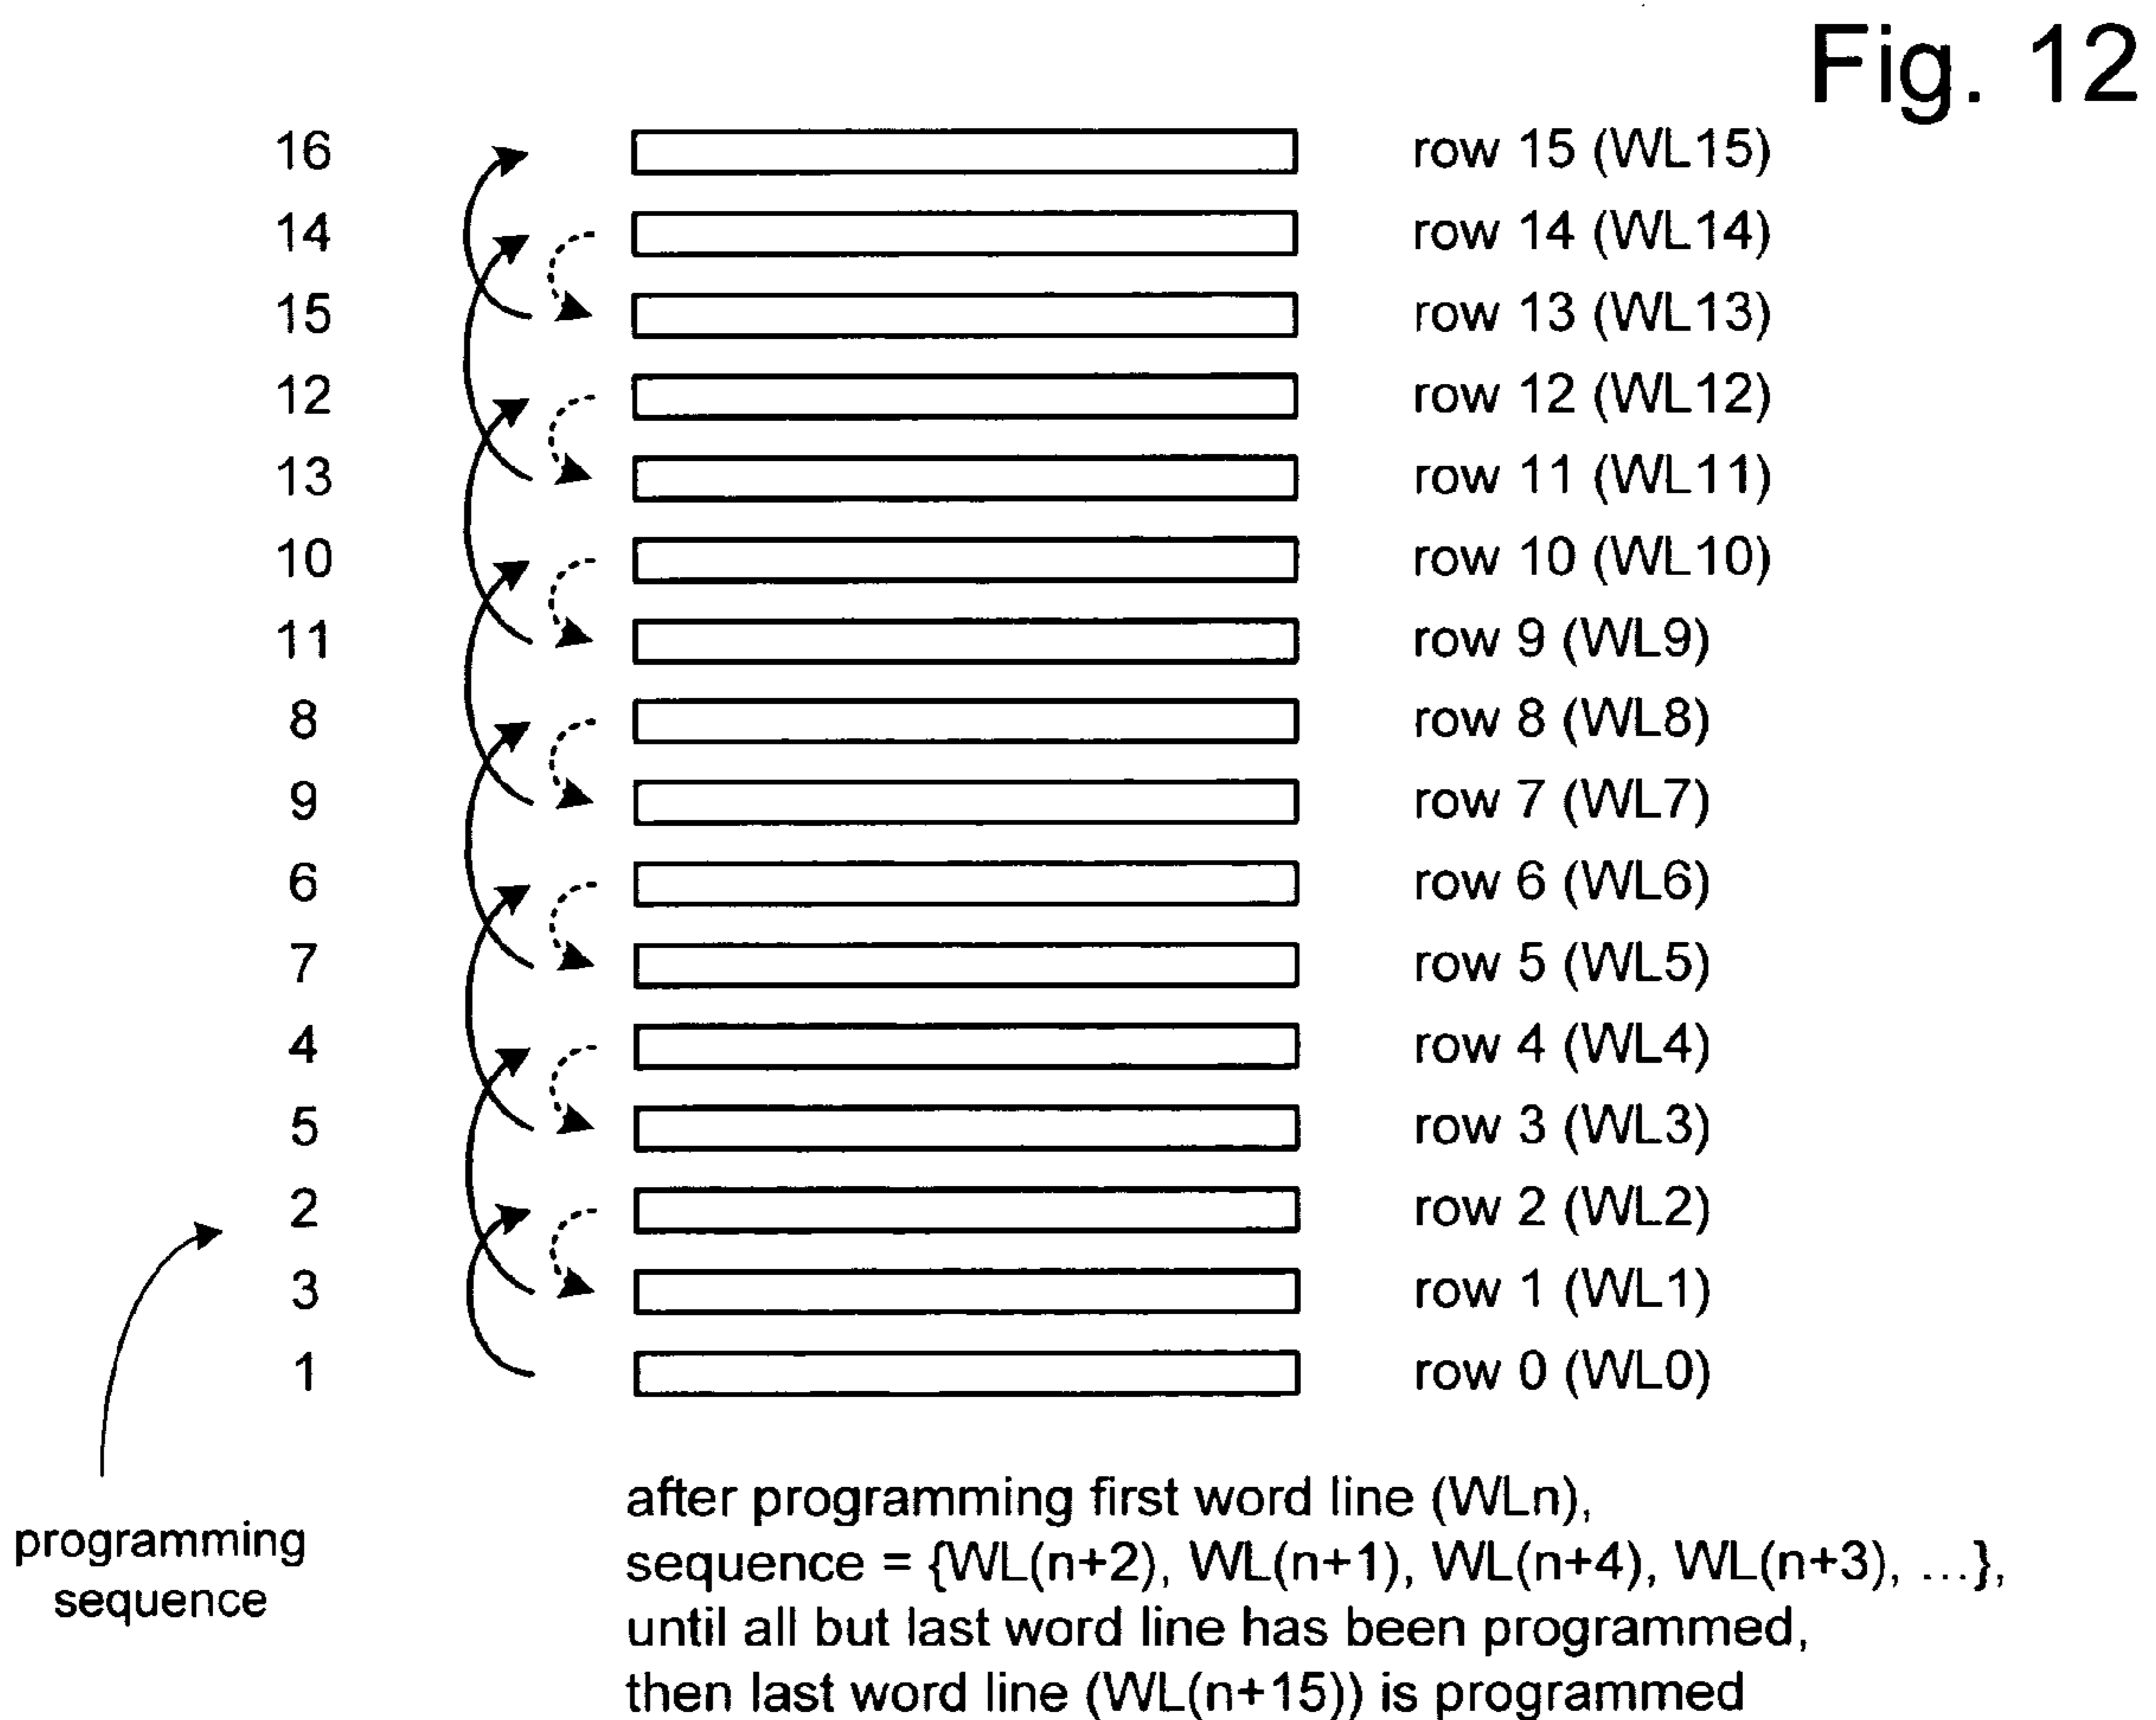 Fig. 12
16 row 15 (WL15)
14 row 14 (WL14)
15 row 13 (WL13)
12 row 12 (WL12)
13 row 11 (WL11)
10 row 10 (WL10)
11 row 9 (WL9)
8 row 8 (WL8)
9 row 7 (WL7)
6 row 6 (WL6)
7 row 5 (WL5)
4 row 4 (WL4)
5 row 3 (WL3)
2 row 2 (WL2)
3 row 1 (WL1)
1 row 0 (WL0)
programming
sequence
after programming first word line (WLn),
sequence = {WL(n+2), WL(n+1), WL(n+4), WL(n+3), ...},
until all but last word line has been programmed,
then last word line (WL(n+15)) is programmed